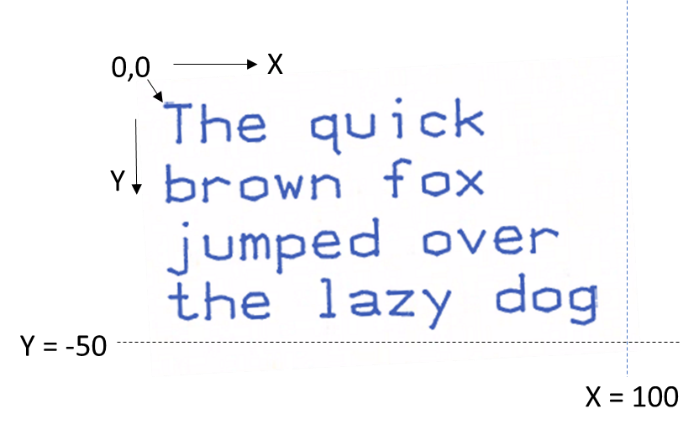 0,0 X
The quick
Y brown fox
jumped over
the lazy dog
Y = -50
X = 100